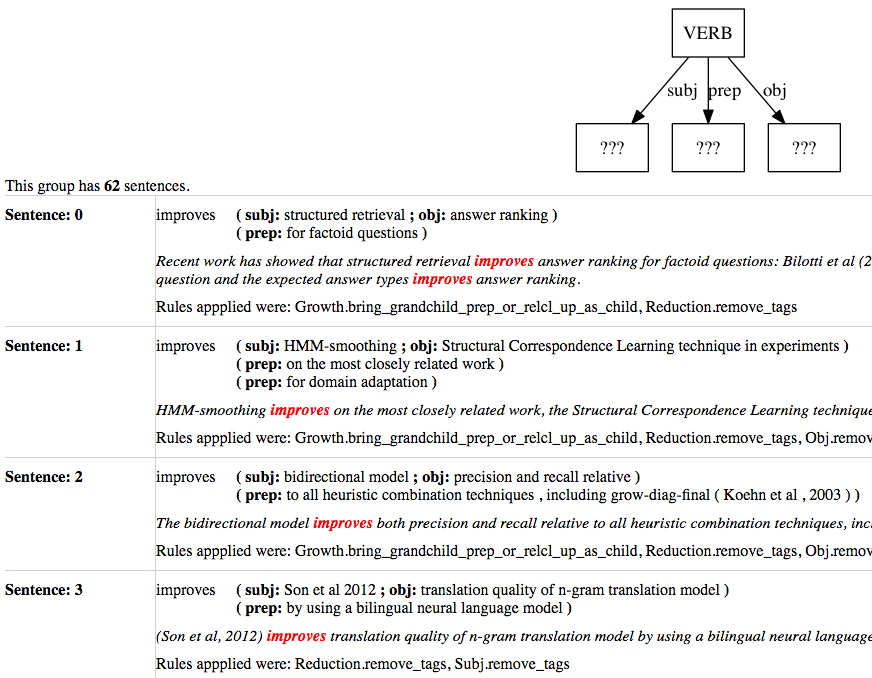 VERB
subj prep obj
??? ??? ???
This group has 62 sentences.
Sentence: 0 improves ( subj: structured retrieval ; obj: answer ranking )
( prep: for factoid questions )
Recent work has showed that structured retrieval improves answer ranking for factoid questions: Bilotti et al (2
question and the expected answer types improves answer ranking.
Rules appplied were: Growth.bring_grandchild_prep_or_relcl_up_as_child, Reduction.remove_tags
Sentence: 1 improves ( subj: HMM-smoothing ; obj: Structural Correspondence Learning technique in experiments )
( prep: on the most closely related work )
( prep: for domain adaptation )
HMM-smoothing improves on the most closely related work, the Structural Correspondence Learning technique
Rules appplied were: Growth.bring_grandchild_prep_or_relcl_up_as_child, Reduction.remove_tags, Obj.remov
Sentence: 2 improves ( subj: bidirectional model ; obj: precision and recall relative )
( prep: to all heuristic combination techniques , including grow-diag-final ( Koehn et al , 2003 ) )
The bidirectional model improves both precision and recall relative to all heuristic combination techniques, incl
Rules appplied were: Growth.bring_grandchild_prep_or_relcl_up_as_child, Reduction.remove_tags, Obj.remov
Sentence: 3 improves ( subj: Son et al 2012 ; obj: translation quality of n-gram translation model )
( prep: by using a bilingual neural language model )
(Son et al, 2012) improves translation quality of n-gram translation model by using a bilingual neural language
Rules appplied were: Reduction.remove_tags, Subj.remove_tags